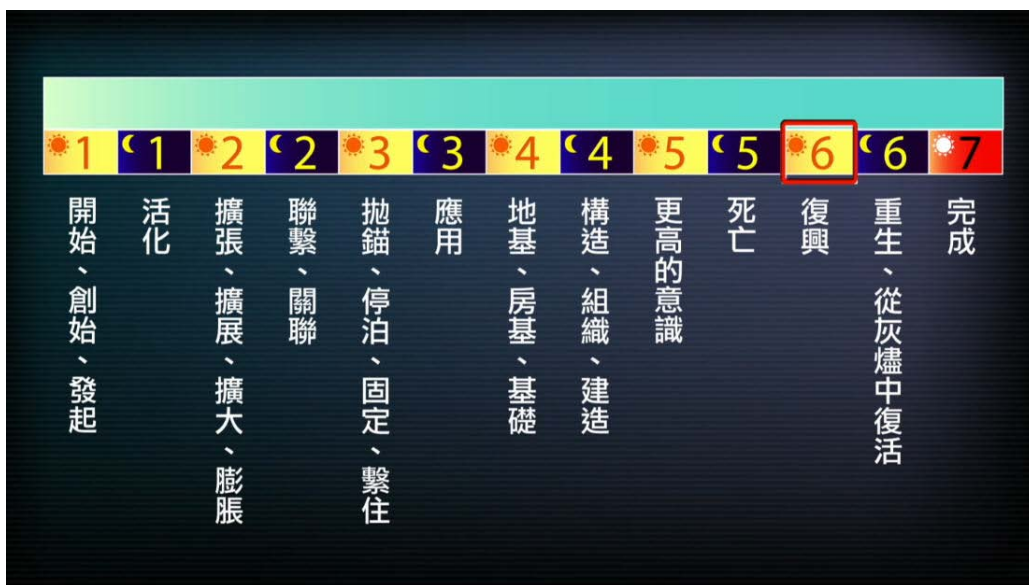 1 1 2 2 3 3 4 4 5 5 6 6 7
開始、創始、發起
活化
擴張、擴展、擴大、膨脹
聯繫、關聯
拋錨、停泊、固定、繫住
應用
地基、房基、基礎
構造、組織、建造
更高的意識
死亡
復興
重生、從灰燼中復活
完成